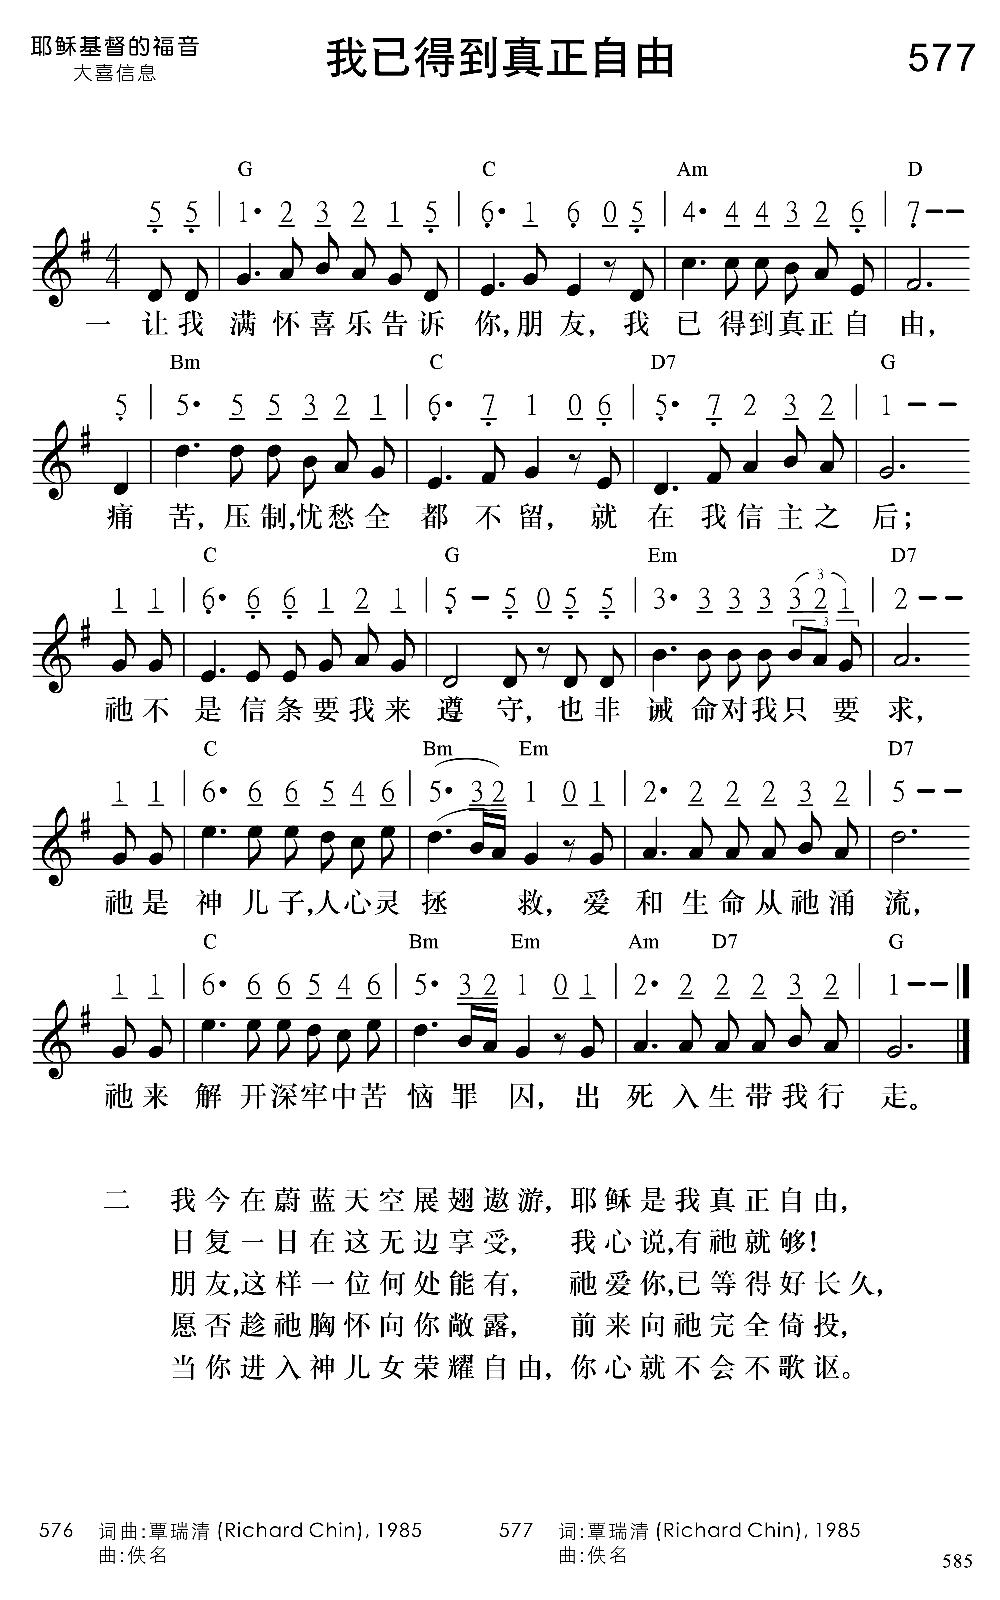 耶稣基督的福音
大喜信息
我已得到真正自由
577
G C Am D
5 5 | 1· 2 3 2 1 5 | 6· 1 6 0 5 | 4· 4 4 3 2 6 | 7 – –
4
4
一 让我 满怀喜乐告诉 你,朋友, 我 已得到真正自 由,
Bm C D7 G
5 | 5· 5 5 3 2 1 | 6· 7 1 0 6 | 5· 7 2 3 2 | 1 – –
痛 苦, 压制,忧愁全 都不留, 就 在我信主之 后;
C G Em D7
3
1 1 | 6· 6 6 1 2 1 | 5 – 5 0 5 5 | 3· 3 3 3 3 2 1 | 2 – –
3
祂不 是信条要我来 遵守, 也非 诫命对我只要 求,
C Bm Em D7
1 1 | 6· 6 6 5 4 6 | 5· 3 2 1 0 1 | 2· 2 2 2 3 2 | 5 – –
祂是 神儿子,人心灵 拯救, 爱 和生命从祂涌 流,
C Bm Em Am D7 G
1 1 | 6· 6 6 5 4 6 | 5· 3 2 1 0 1 | 2· 2 2 2 3 2 | 1 – –
祂来 解开深牢中苦 恼罪囚, 出 死入生带我行 走。
二 我今在蔚蓝天空展翅遨游, 耶稣是我真正自由,
日复一日在这无边享受, 我心说,有祂就够!
朋友,这样一位何处能有, 祂爱你,已等得好长久,
愿否趁祂胸怀向你敞露, 前来向祂完全倚投,
当你进入神儿女荣耀自由, 你心就不会不歌讴。
576 词曲:覃瑞清 (Richard Chin), 1985 577 词:覃瑞清 (Richard Chin), 1985
曲:佚名 曲:佚名
585